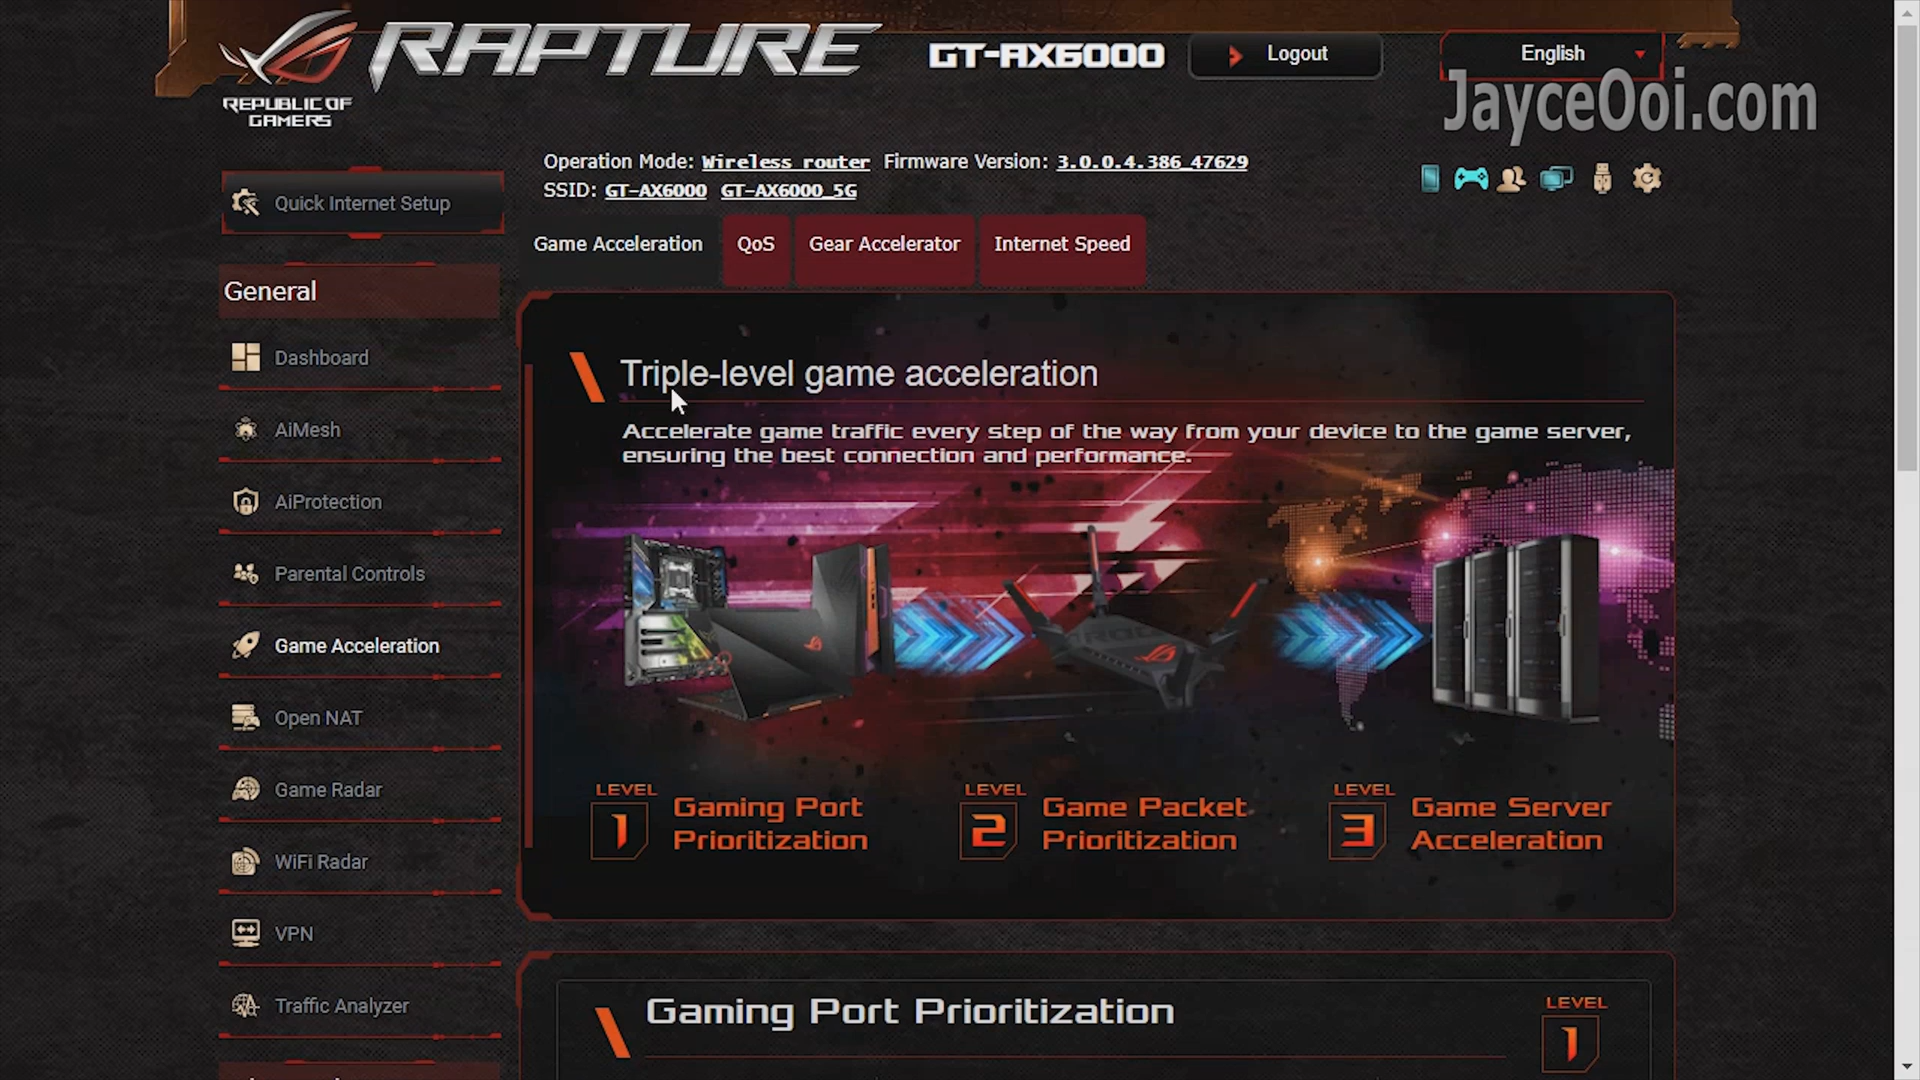 RAPTURE
REPUBLIC OF
GAMERS
GT-AX6000
Logout
English
JayceOoi.com
Operation Mode: Wireless router Firmware Version: 3.0.0.4.386_47629
SSID: GT-AX6000 GT-AX6000_5G
Quick Internet Setup
General
Dashboard
AiMesh
AiProtection
Parental Controls
Game Acceleration
Open NAT
Game Radar
WiFi Radar
VPN
Traffic Analyzer
Game Acceleration QoS Gear Accelerator Internet Speed
Triple-level game acceleration
Accelerate game traffic every step of the way from your device to the game server,
ensuring the best connection and performance.
LEVEL
1
Gaming Port
Prioritization
LEVEL
2
Game Packet
Prioritization
LEVEL
3
Game Server
Acceleration
Gaming Port Prioritization
LEVEL
1